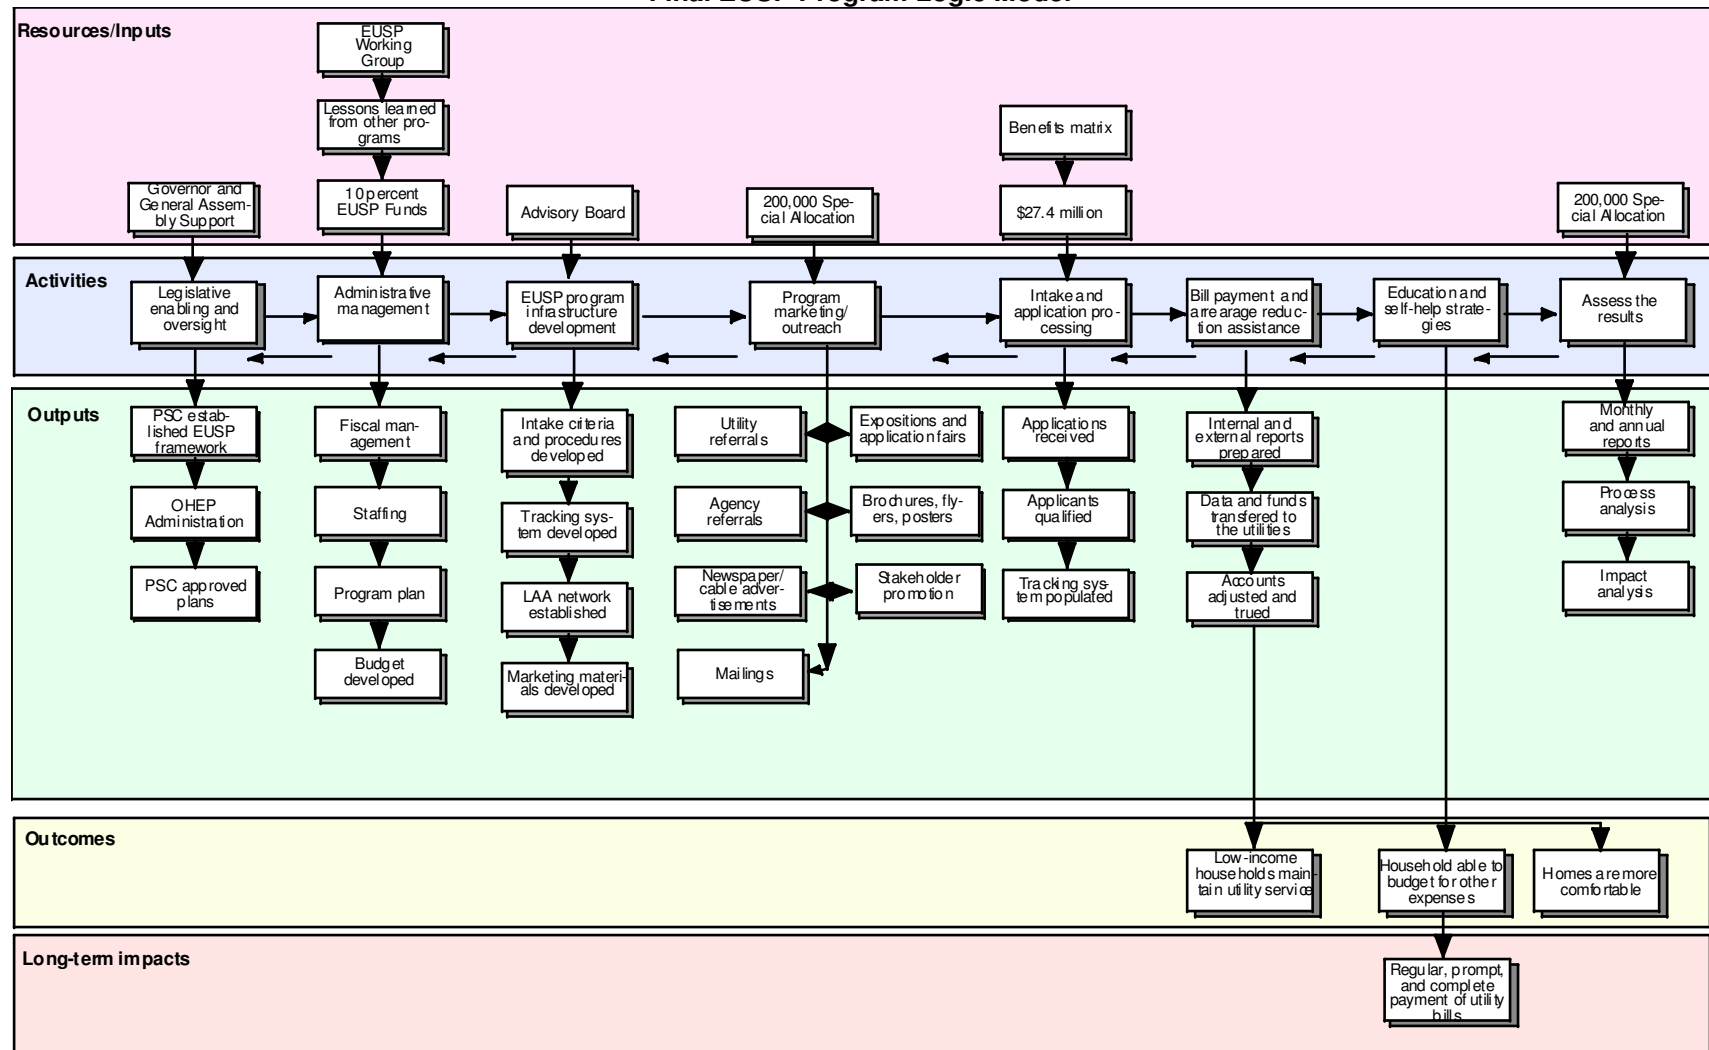 Final EUSP Program Logic Model
Resources/Inputs
EUSP
Working
Group
Lessons learned
from other pro-
grams
Benefits matrix
Governor and
General Assem-
bly Support
10 percent
EUSP Funds
Advisory Board
200,000 Spe-
cial Allocation
$27.4 million
200,000 Spe-
cial Allocation
Activities
Legislative
enabling and
oversight
Administrative
management
EUSP program
infrastructure
development
Program
marketing/
outreach
Intake and
application pro-
cessing
Bill payment and
arrearage reduc-
tion assistance
Education and
self-help strate-
gies
Assess the
results
Outputs
PSC estab-
lished EUSP
framework
OHEP
Administration
PSC approved
plans
Fiscal man-
agement
Staffing
Program plan
Budget
developed
Intake criteria
and procedures
developed
Tracking sys-
tem developed
LAA network
established
Marketing materi-
als developed
Utility
referrals
Agency
referrals
Newspaper/
cable adver-
tisements
Mailings
Expositions and
application fairs
Brochures, fly-
ers, posters
Stakeholder
promotion
Applications
received
Applicants
qualified
Tracking sys-
tem populated
Internal and
external reports
prepared
Data and funds
transfered to
the utilities
Accounts
adjusted and
trued
Monthly
and annual
reports
Process
analysis
Impact
analysis
Outcomes
Low-income
households main-
tain utility service
Household able to
budget for other
expenses
Homes are more
comfortable
Long-term impacts
Regular, prompt,
and complete
payment of utility
bills